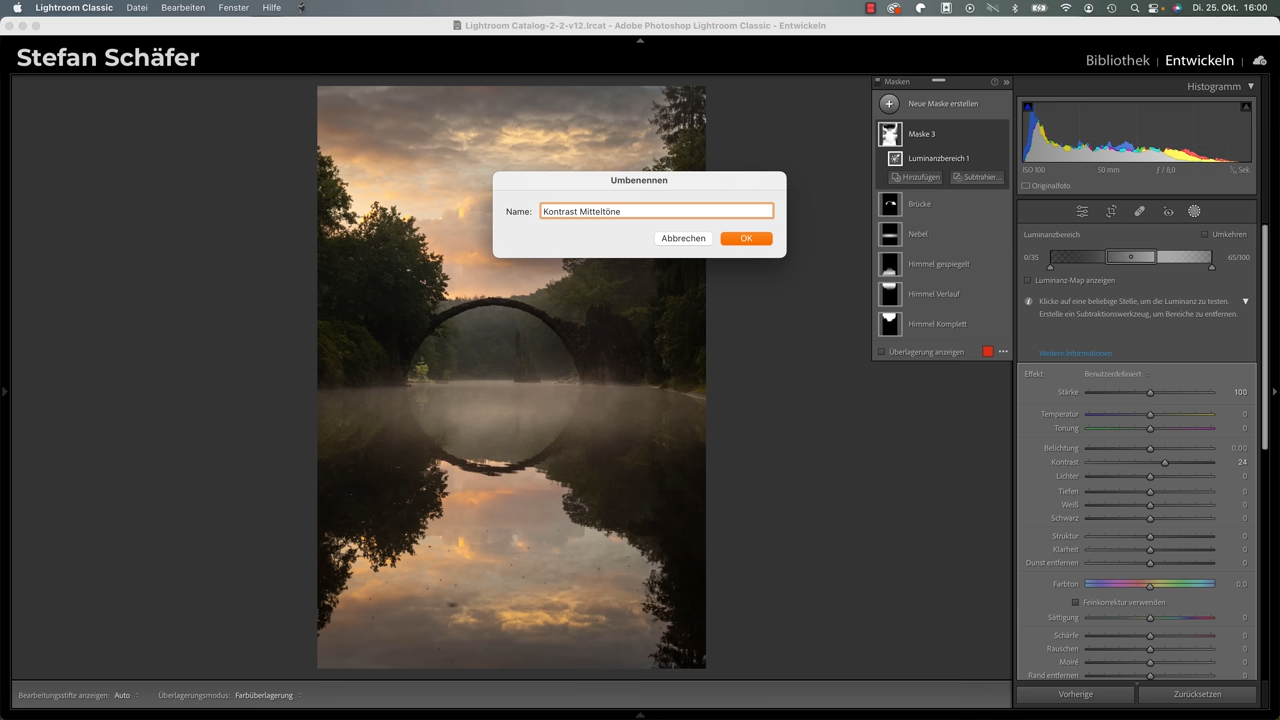 Lightroom Classic Datei Bearbeiten Fenster Hilfe Di. 25. Okt. 16:00
Lightroom Catalog-2-2-v12.lrcat - Adobe Photoshop Lightroom Classic - Entwickeln
Stefan Schäfer
Bibliothek | Entwickeln |
Masken
Neue Maske erstellen
Maske 3
Luminanzbereich 1
Hinzufügen Subtrahier...
Brücke
Nebel
Himmel gespiegelt
Himmel Verlauf
Himmel Komplett
Überlagerung anzeigen
Umbenennen
Name: Kontrast Mitteltöne
Abbrechen OK
Histogramm
ISO 100 50 mm ƒ / 8,0 Sek.
Originalfoto
Luminanzbereich Umkehren
0/35 65/100
Luminanz-Map anzeigen
Klicke auf eine beliebige Stelle, um die Luminanz zu testen.
Erstelle ein Subtraktionswerkzeug, um Bereiche zu entfernen.
Weitere Informationen
Effekt: Benutzerdefiniert
Stärke 100
Temperatur 0
Tonung 0
Belichtung 0,00
Kontrast 24
Lichter 0
Tiefen 0
Weiß 0
Schwarz 0
Struktur 0
Klarheit 0
Dunst entfernen 0
Farbton 0,0
Feinkorrektur verwenden
Sättigung 0
Schärfe 0
Rauschen 0
Moiré 0
Rand entfernen 0
Vorherige Zurücksetzen
Bearbeitungsstifte anzeigen: Auto Überlagerungsmodus: Farbüberlagerung